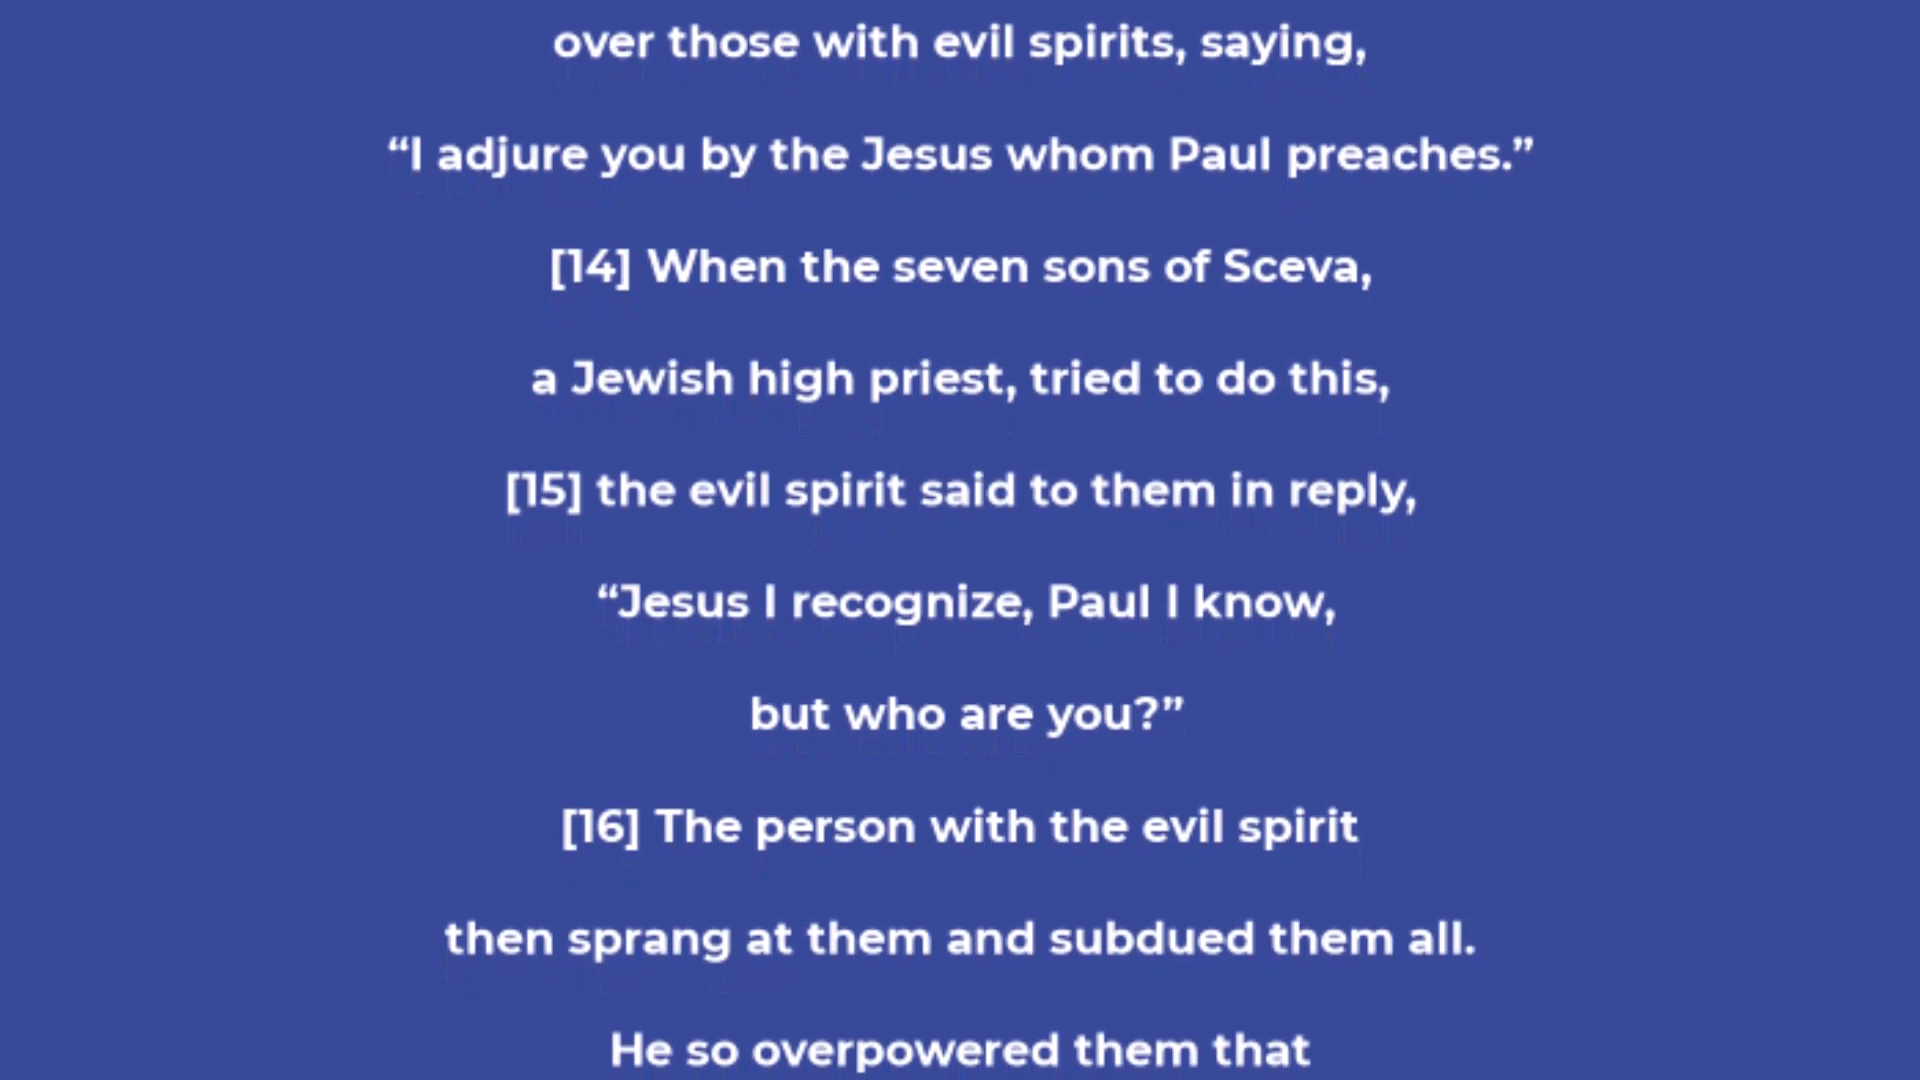 over those with evil spirits, saying,
“I adjure you by the Jesus whom Paul preaches.”
[14] When the seven sons of Sceva,
a Jewish high priest, tried to do this,
[15] the evil spirit said to them in reply,
“Jesus I recognize, Paul I know,
but who are you?”
[16] The person with the evil spirit
then sprang at them and subdued them all.
He so overpowered them that